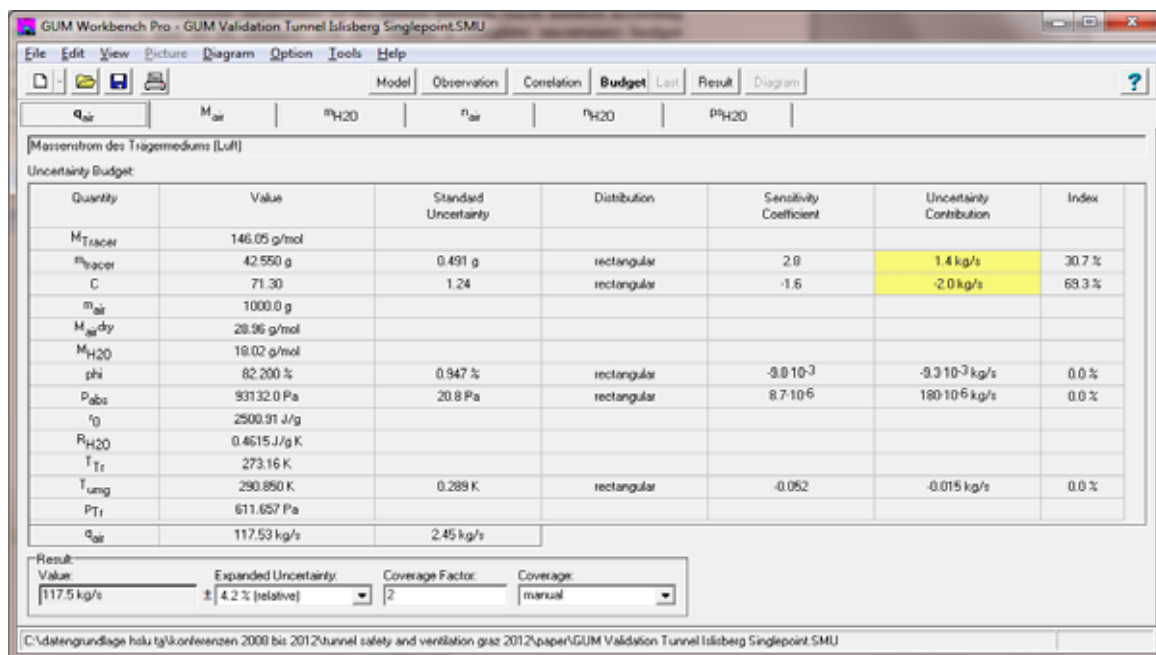 GUM Workbench Pro - GUM Validation Tunnel Islisberg Singlepoint.SMU
File Edit View Picture Diagram Option Tools Help
Model Observation Correlation Budget Last Result Diagram ?
qair Mair mH2O nair nH2O psH2O
Massenstrom des Trägermediums (Luft)
Uncertainty Budget:
Quantity Value Standard Uncertainty Distribution Sensitivity Coefficient Uncertainty Contribution Index
MTracer 146.05 g/mol
mtracer 42.550 g 0.491 g rectangular 2.8 1.4 kg/s 30.7 %
C 71.30 1.24 rectangular -1.6 -2.0 kg/s 69.3 %
mair 1000.0 g
Mairdry 28.96 g/mol
MH2O 18.02 g/mol
phi 82.200 % 0.947 % rectangular -9.8·10-3 -9.3·10-3 kg/s 0.0 %
Pabs 93132.0 Pa 20.8 Pa rectangular 8.7·10-6 180·10-6 kg/s 0.0 %
r0 2500.91 J/g
RH2O 0.4615 J/g K
TTr 273.16 K
Tumg 290.850 K 0.289 K rectangular -0.052 -0.015 kg/s 0.0 %
PTr 611.657 Pa
qair 117.53 kg/s 2.45 kg/s
Result:
Value: Expanded Uncertainty: Coverage Factor: Coverage:
117.5 kg/s ± 4.2 % (relative) 2 manual
C:\datengrundlage hslu ta\konferenzen 2008 bis 2012\tunnel safety and ventilation graz 2012\paper\GUM Validation Tunnel Islisberg Singlepoint.SMU